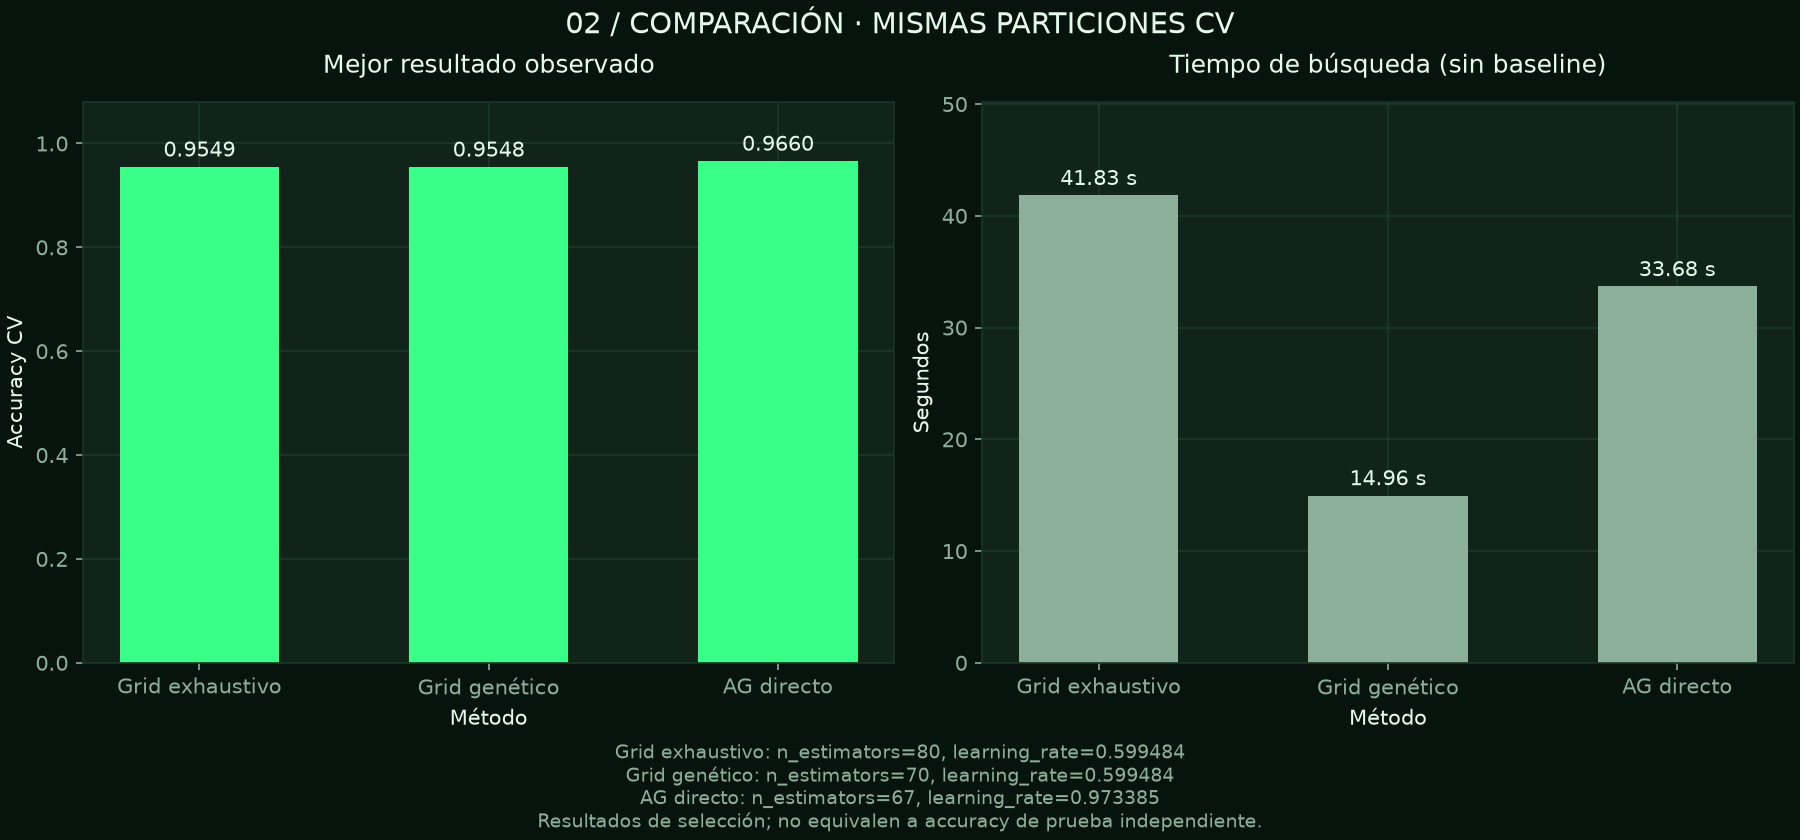 02 / COMPARACIÓN · MISMAS PARTICIONES CV
Mejor resultado observado
1.0
0.8
0.6
0.4
0.2
0.0
Accuracy CV
0.9549
0.9548
0.9660
Grid exhaustivo
Grid genético
AG directo
Método
Tiempo de búsqueda (sin baseline)
50
40
30
20
10
0
Segundos
41.83 s
14.96 s
33.68 s
Grid exhaustivo
Grid genético
AG directo
Método
Grid exhaustivo: n_estimators=80, learning_rate=0.599484
Grid genético: n_estimators=70, learning_rate=0.599484
AG directo: n_estimators=67, learning_rate=0.973385
Resultados de selección; no equivalen a accuracy de prueba independiente.